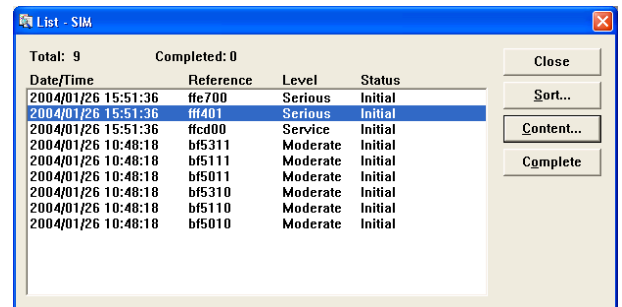 List - SIM
Total: 9 Completed: 0
Date/Time Reference Level Status
2004/01/26 15:51:36 ffe700 Serious Initial
2004/01/26 15:51:36 fff401 Serious Initial
2004/01/26 15:51:36 ffcd00 Service Initial
2004/01/26 10:48:18 bf5311 Moderate Initial
2004/01/26 10:48:18 bf5111 Moderate Initial
2004/01/26 10:48:18 bf5011 Moderate Initial
2004/01/26 10:48:18 bf5310 Moderate Initial
2004/01/26 10:48:18 bf5110 Moderate Initial
2004/01/26 10:48:18 bf5010 Moderate Initial
Close
Sort...
Content...
Complete